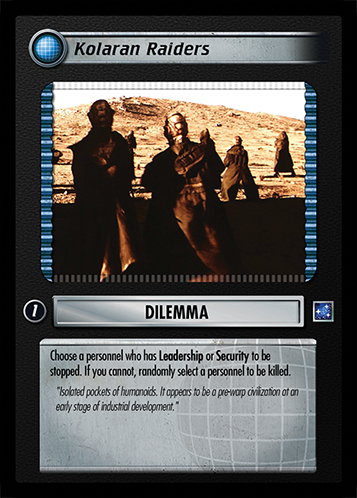 Kolaran Raiders
1 DILEMMA
Choose a personnel who has Leadership or Security to be
stopped. If you cannot, randomly select a personnel to be killed.
"Isolated pockets of humanoids. It appears to be a pre-warp civilization at an
early stage of industrial development."